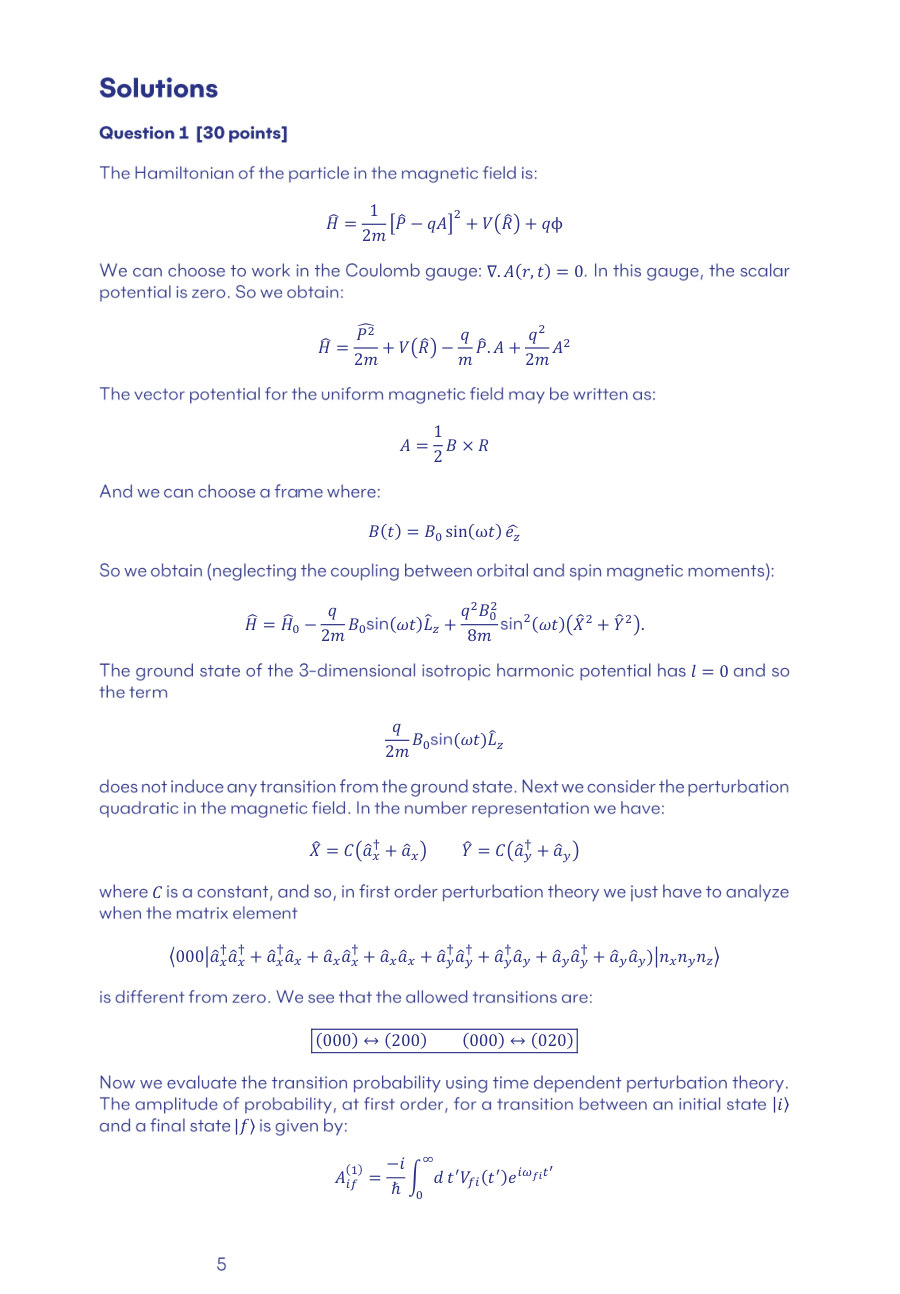 Solutions
Question 1 [30 points]
The Hamiltonian of the particle in the magnetic field is:
Ĥ = 1/2m [P̂ − qA]² + V(R̂) + qϕ
We can choose to work in the Coulomb gauge: ∇. A(r, t) = 0. In this gauge, the scalar
potential is zero. So we obtain:
Ĥ = P̂²/2m + V(R̂) − q/m P̂. A + q²/2m A²
The vector potential for the uniform magnetic field may be written as:
A = 1/2 B × R
And we can choose a frame where:
B(t) = B₀ sin(ωt) ê_z
So we obtain (neglecting the coupling between orbital and spin magnetic moments):
Ĥ = Ĥ₀ − q/2m B₀sin(ωt)L̂_z + q²B₀²/8m sin²(ωt)(X̂² + Ŷ²).
The ground state of the 3-dimensional isotropic harmonic potential has l = 0 and so
the term
q/2m B₀sin(ωt)L̂_z
does not induce any transition from the ground state. Next we consider the perturbation
quadratic in the magnetic field. In the number representation we have:
X̂ = C(â_x† + â_x) Ŷ = C(â_y† + â_y)
where C is a constant, and so, in first order perturbation theory we just have to analyze
when the matrix element
⟨000|â_x†â_x† + â_x†â_x + â_xâ_x† + â_xâ_x + â_y†â_y† + â_y†â_y + â_yâ_y† + â_yâ_y)|n_xn_yn_z⟩
is different from zero. We see that the allowed transitions are:
(000) ↔ (200) (000) ↔ (020)
Now we evaluate the transition probability using time dependent perturbation theory.
The amplitude of probability, at first order, for a transition between an initial state |i⟩
and a final state |f⟩ is given by:
A_if^(1) = −i/ħ ∫₀^∞ d t′V_fi(t′)e^(iω_fi t′)
5